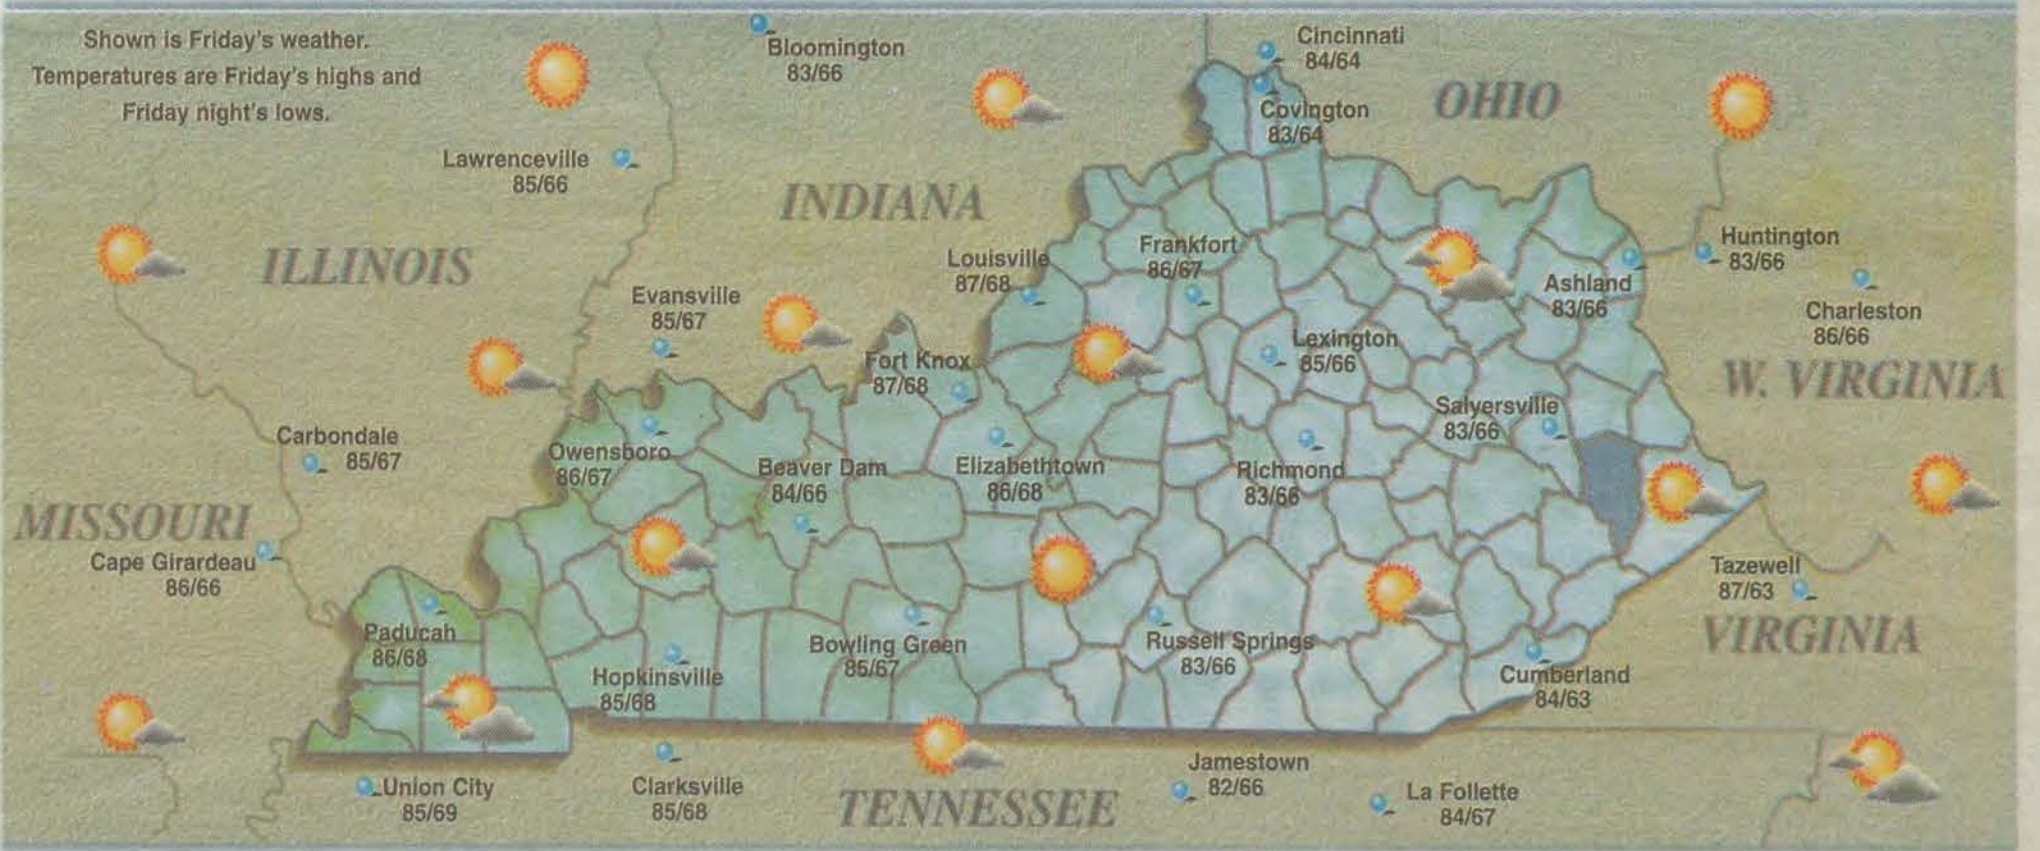 Shown is Friday's weather.
Temperatures are Friday's highs and
Friday night's lows.
Bloomington
83/66
Cincinnati
84/64
Covington
83/64
OHIO
Lawrenceville
85/66
INDIANA
ILLINOIS
Evansville
85/67
Louisville
87/68
Frankfort
86/67
Ashland
83/66
Huntington
83/66
Charleston
86/66
W. VIRGINIA
Fort Knox
87/68
Lexington
85/66
Salyersville
83/66
Carbondale
85/67
Owensboro
86/67
Beaver Dam
84/66
Elizabethtown
86/68
Richmond
83/66
MISSOURI
Cape Girardeau
86/66
Tazewell
87/63
VIRGINIA
Paducah
86/68
Hopkinsville
85/68
Bowling Green
85/67
Russell Springs
83/66
Cumberland
84/63
Union City
85/69
Clarksville
85/68
TENNESSEE
Jamestown
82/66
La Follette
84/67